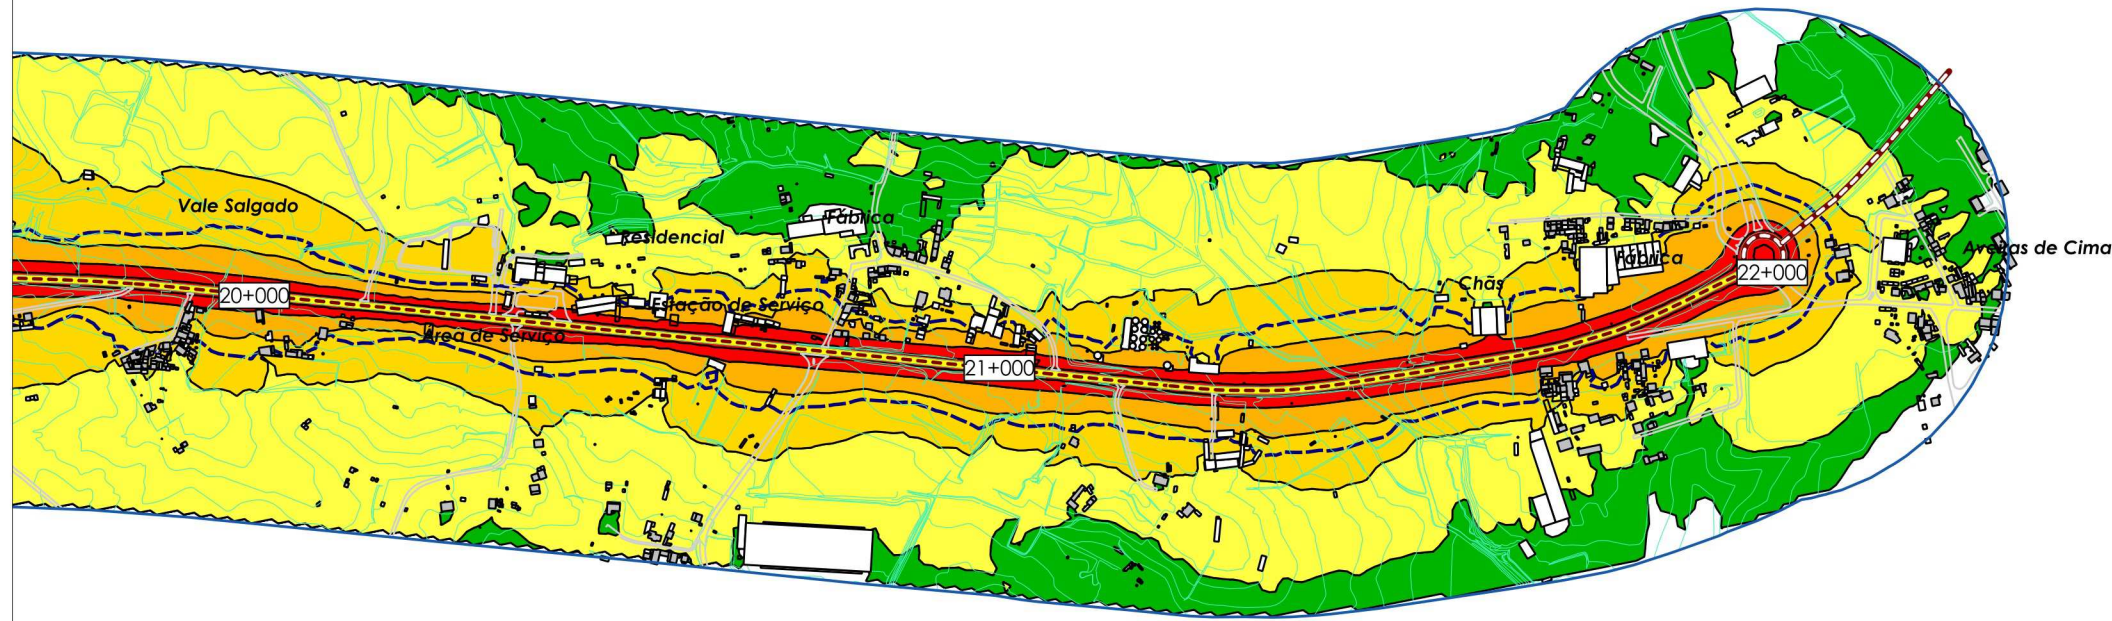 Vale Salgado
Fábrica
Residencial
Aveiras de Cima
Fábrica
22+000
Chãs
20+000
Estação de Serviço
Área de Serviço
21+000